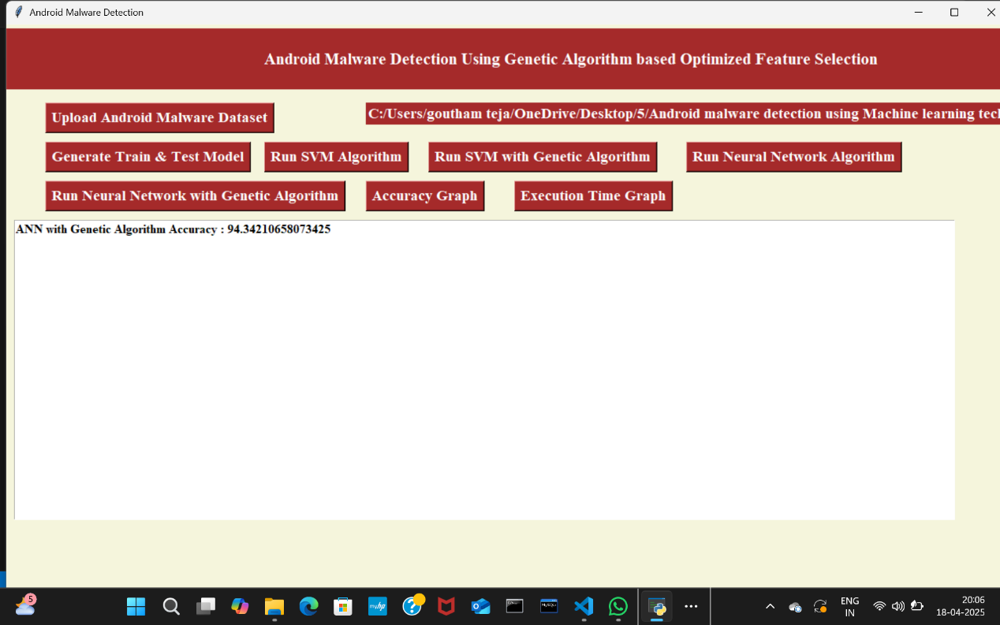 Android Malware Detection
Android Malware Detection Using Genetic Algorithm based Optimized Feature Selection
Upload Android Malware Dataset
C:/Users/goutham teja/OneDrive/Desktop/5/Android malware detection using Machine learning tecl
Generate Train & Test Model
Run SVM Algorithm
Run SVM with Genetic Algorithm
Run Neural Network Algorithm
Run Neural Network with Genetic Algorithm
Accuracy Graph
Execution Time Graph
ANN with Genetic Algorithm Accuracy : 94.34210658073425
5
myhp
ENG
IN
20:06
18-04-2025